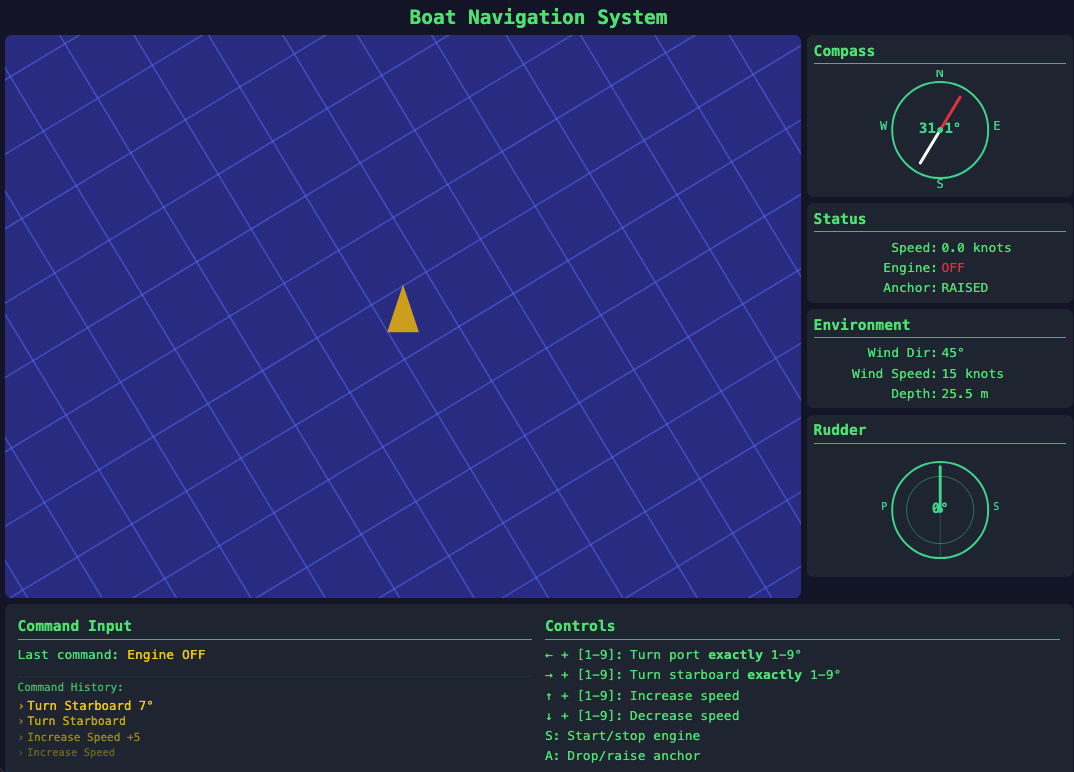 Boat Navigation System
Compass
N
W
31.1°
E
S
Status
Speed: 0.0 knots
Engine: OFF
Anchor: RAISED
Environment
Wind Dir: 45°
Wind Speed: 15 knots
Depth: 25.5 m
Rudder
P
0°
S
Command Input
Last command: Engine OFF
Command History:
› Turn Starboard 7°
› Turn Starboard
› Increase Speed +5
› Increase Speed
Controls
← + [1–9]: Turn port exactly 1–9°
→ + [1–9]: Turn starboard exactly 1–9°
↑ + [1–9]: Increase speed
↓ + [1–9]: Decrease speed
S: Start/stop engine
A: Drop/raise anchor